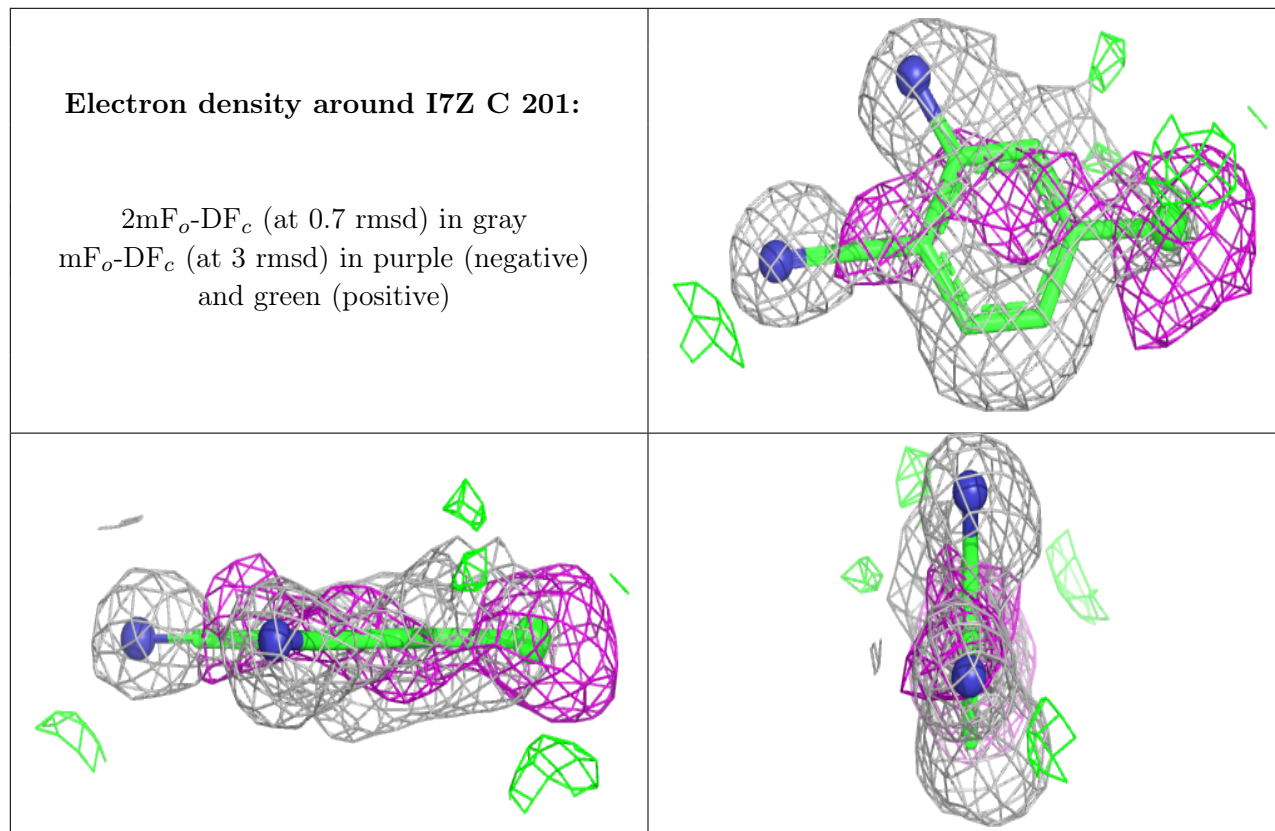 Electron density around I7Z C 201:
2mFₒ-DF𝒸 (at 0.7 rmsd) in gray
mFₒ-DF𝒸 (at 3 rmsd) in purple (negative)
and green (positive)